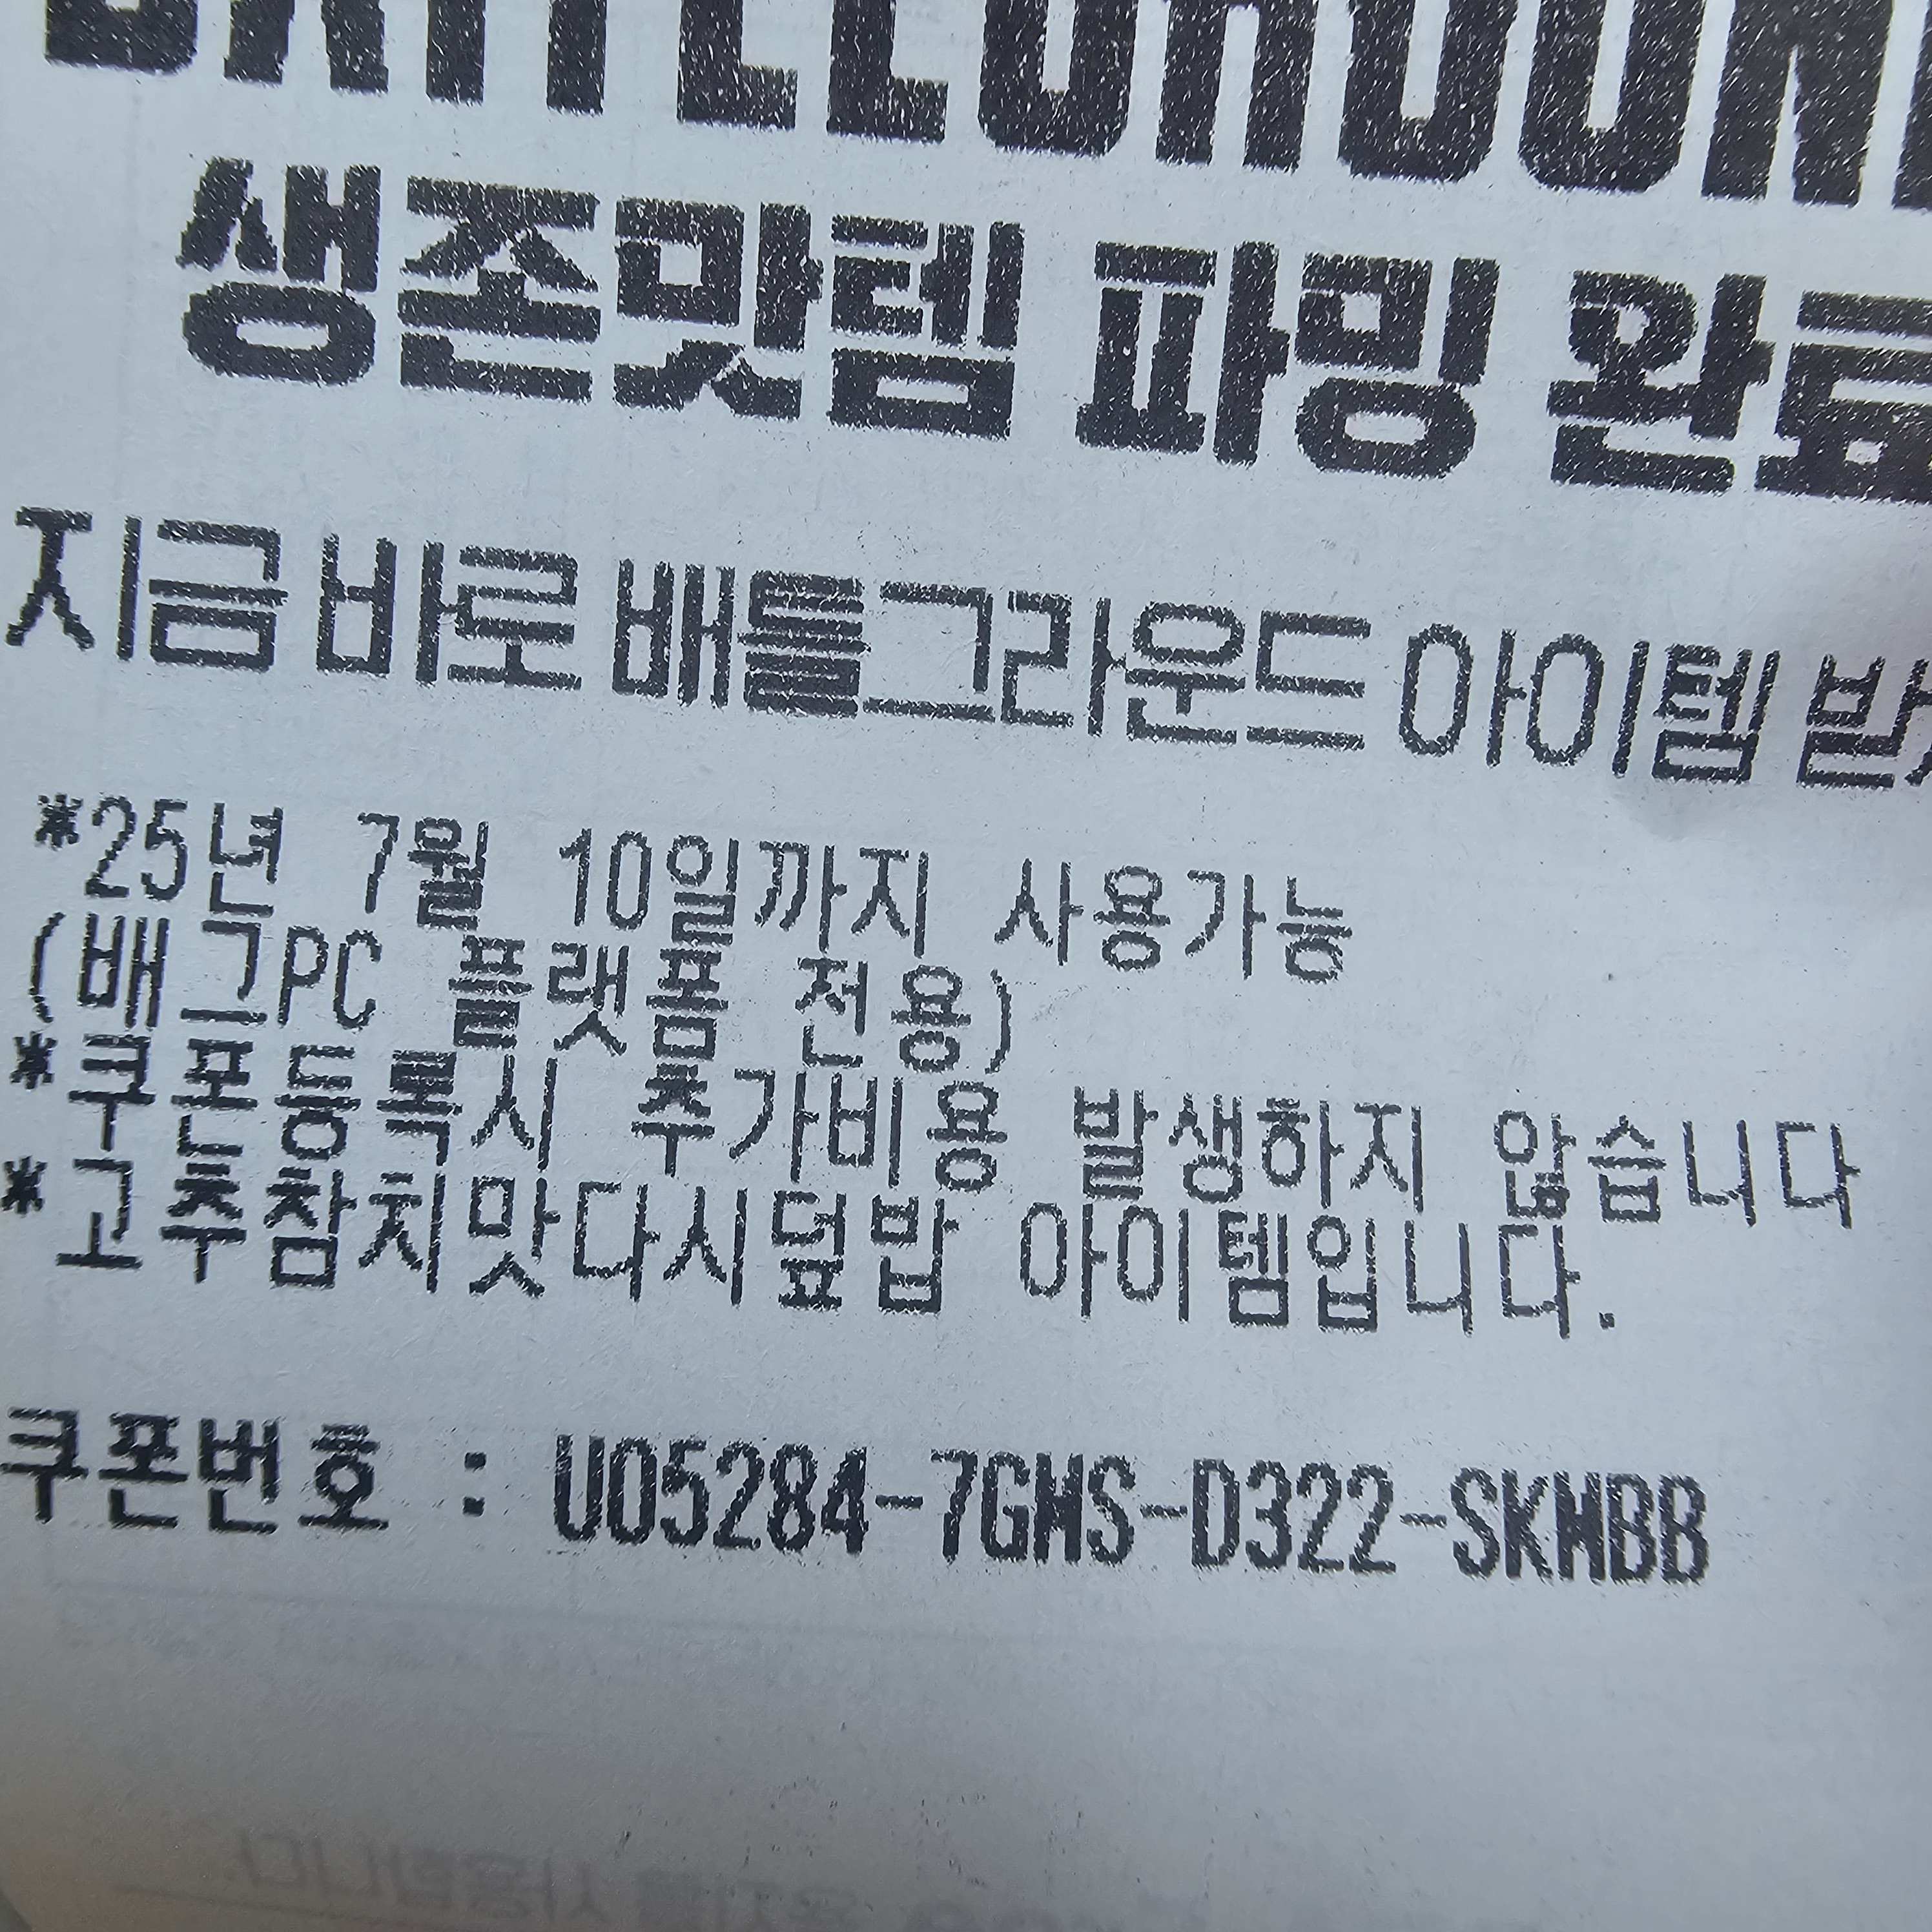 BATTLEGROUN
생존맛템 파밍 완료
지금 바로 배틀그라운드 아이템 받
*25년 7월 10일까지 사용가능
(배그PC 플랫폼 전용)
*쿠폰등록시 추가비용 발생하지 않습니다
*고추참치맛다시덮밥 아이템입니다.
쿠폰번호 : U05284-7GMS-D322-SKMBB